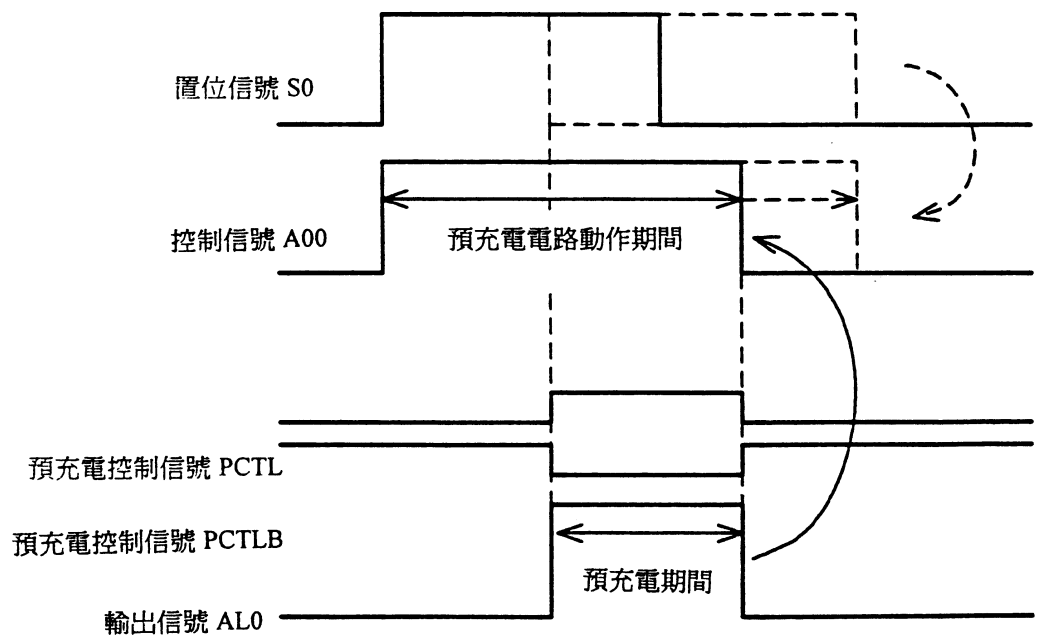 置位信號 S0
控制信號 A00
預充電電路動作期間
預充電控制信號 PCTL
預充電控制信號 PCTLB
預充電期間
輸出信號 AL0